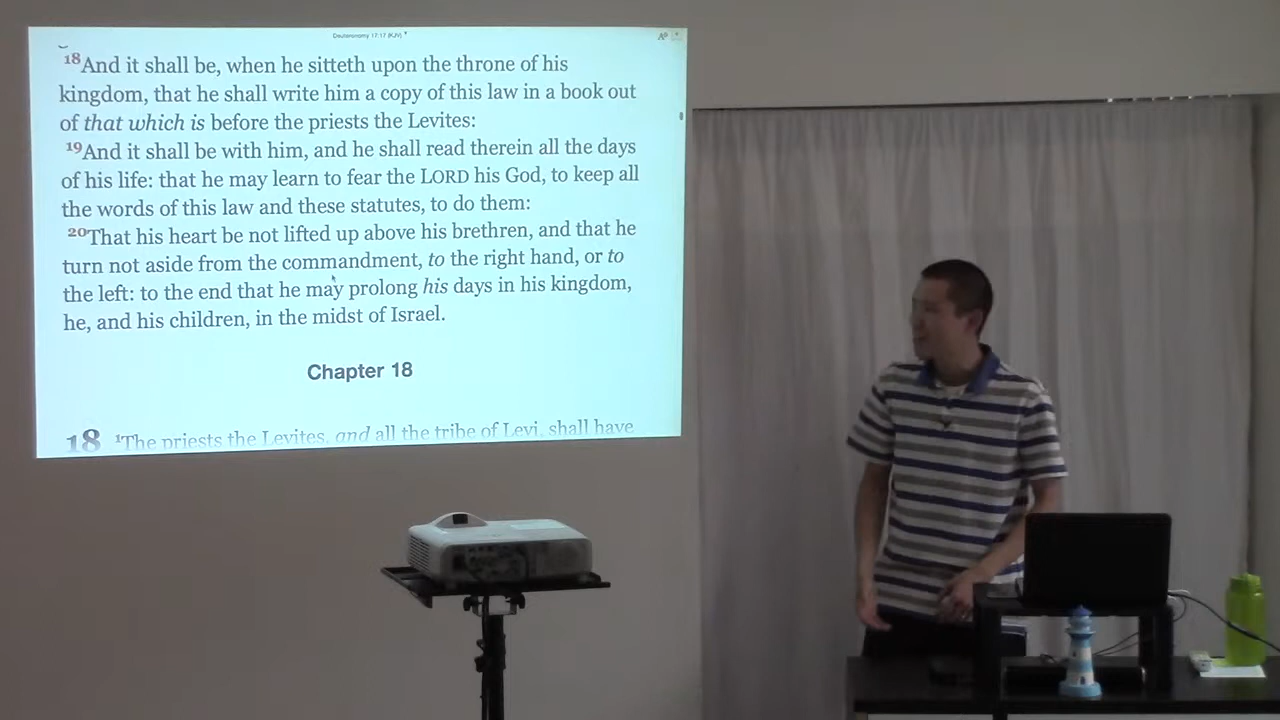 Deuteronomy 17:17 (KJV)
18And it shall be, when he sitteth upon the throne of his
kingdom, that he shall write him a copy of this law in a book out
of that which is before the priests the Levites:
19And it shall be with him, and he shall read therein all the days
of his life: that he may learn to fear the LORD his God, to keep all
the words of this law and these statutes, to do them:
20That his heart be not lifted up above his brethren, and that he
turn not aside from the commandment, to the right hand, or to
the left: to the end that he may prolong his days in his kingdom,
he, and his children, in the midst of Israel.
Chapter 18
18 1The priests the Levites, and all the tribe of Levi, shall have